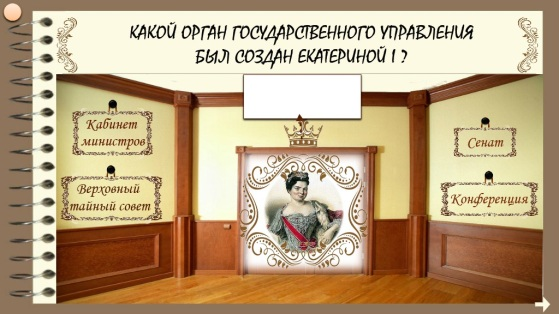 КАКОЙ ОРГАН ГОСУДАРСТВЕННОГО УПРАВЛЕНИЯ
БЫЛ СОЗДАН ЕКАТЕРИНОЙ I ?
Кабинет
министров
Верховный
тайный совет
Сенат
Конференция